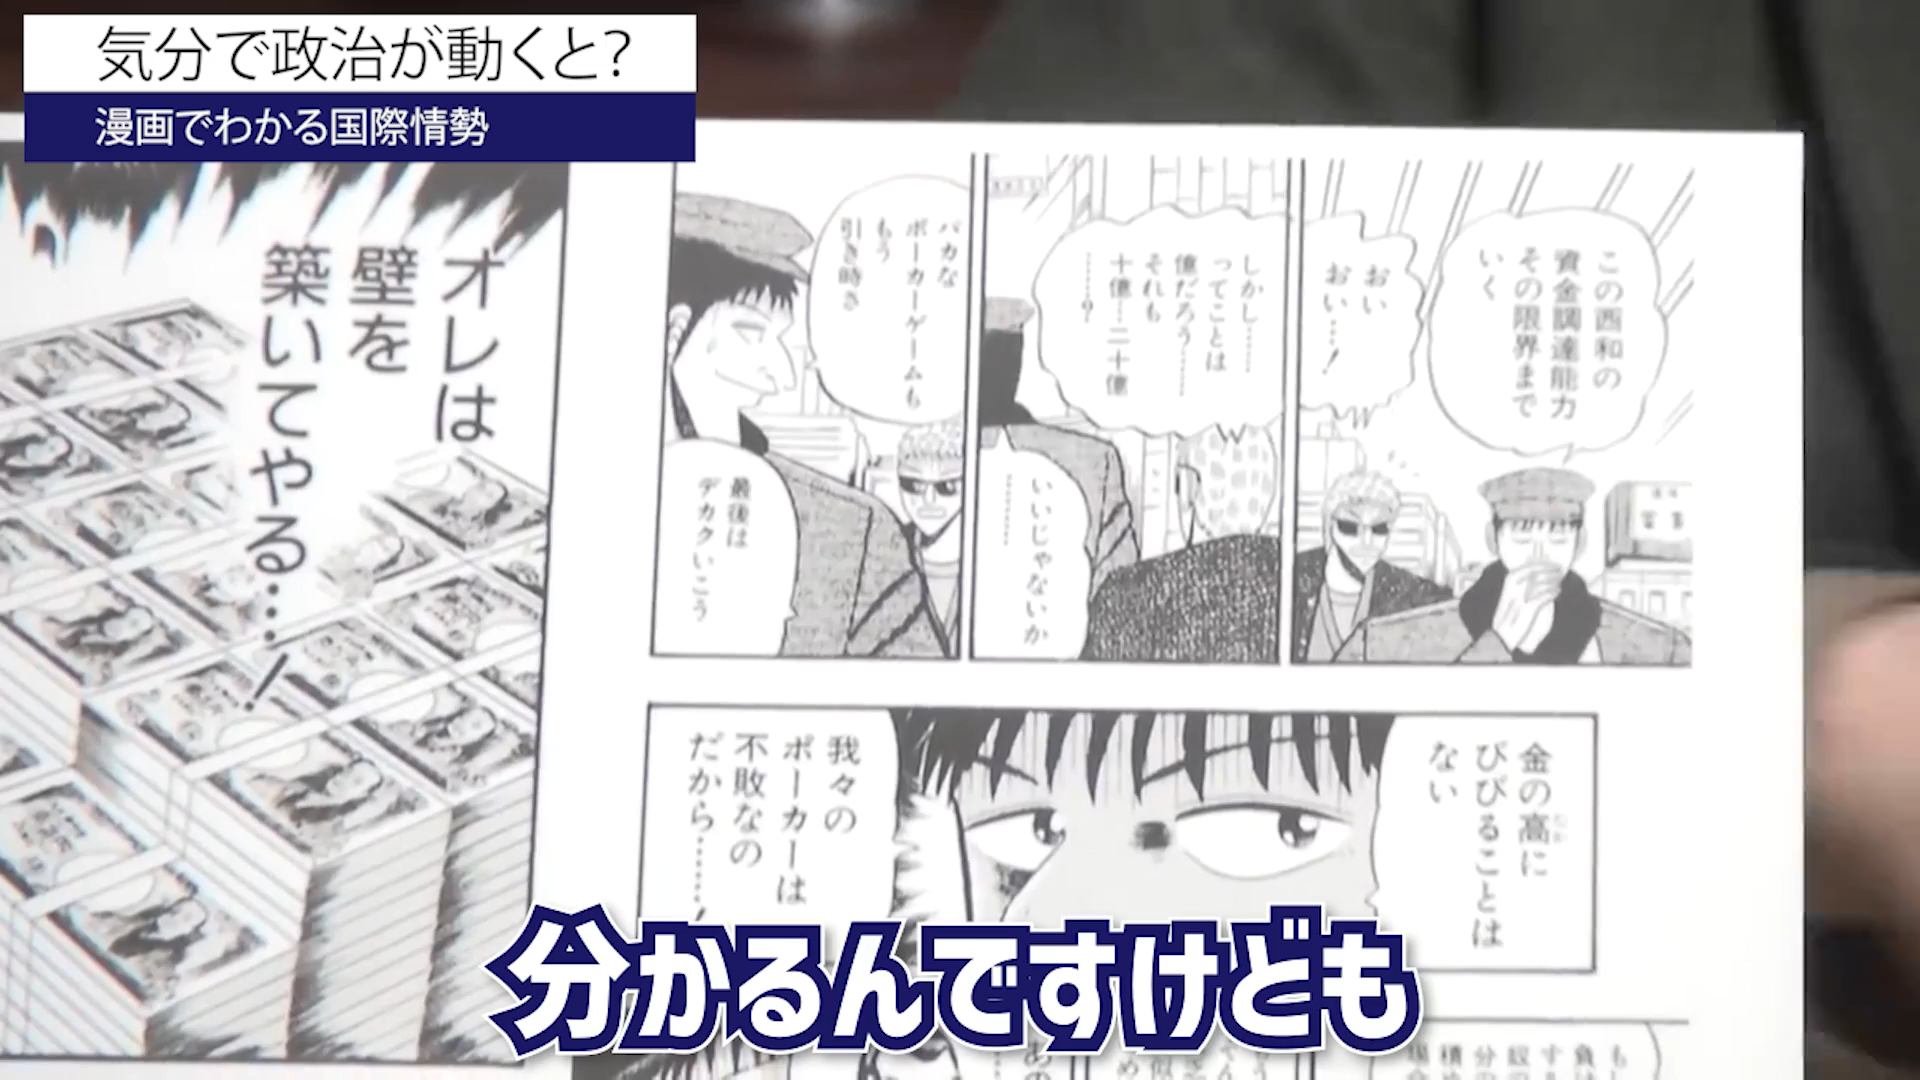 気分で政治が動くと?
漫画でわかる国際情勢
この西和の
資金調達能力
その限界まで
いく
おい
おい…!
しかし………
ってことは
億だろう………
それも
十億…二十億
……?
いいじゃないか
………
バカな
ポーカーゲームも
もう
引き時さ
最後は
デカクいこう
金の高に
びびることは
ない
我々の
ポーカーは
不敗なの
だから……!
オレは
壁を
築いてやる…!
分かるんですけども